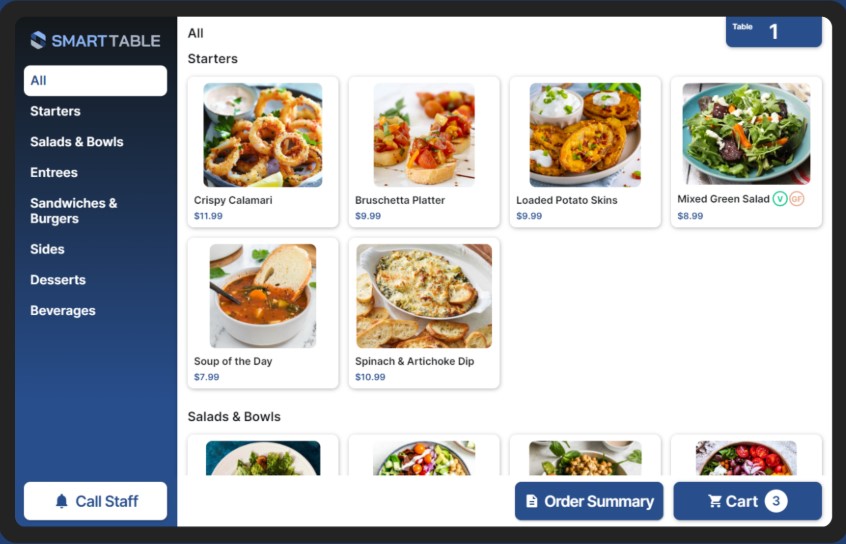 SMARTTABLE
All
Starters
Salads & Bowls
Entrees
Sandwiches &
Burgers
Sides
Desserts
Beverages
Call Staff
All
Table 1
Starters
Crispy Calamari
$11.99
Bruschetta Platter
$9.99
Loaded Potato Skins
$9.99
Mixed Green Salad V GF
$8.99
Soup of the Day
$7.99
Spinach & Artichoke Dip
$10.99
Salads & Bowls
Order Summary
Cart 3